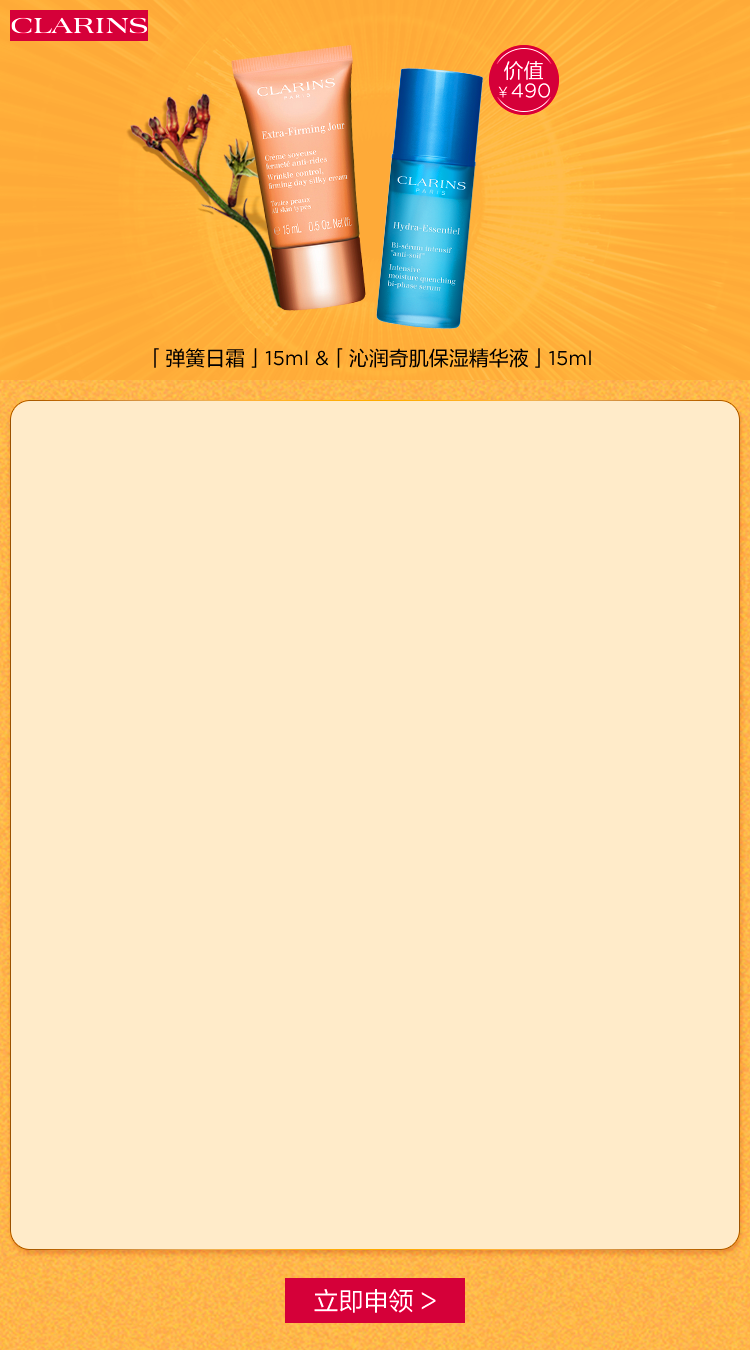 CLARINS
价值
¥490
CLARINS
PARIS
Extra-Firming Jour
Crème soyeuse
fermeté anti-rides
Wrinkle control,
firming day silky cream
Toutes peaux
All skin types
e 15 mL 0.5 Oz. Net Wt.
CLARINS
PARIS
Hydra-Essentiel
Bi-sérum intensif
"anti-soif"
Intensive
moisture quenching
bi-phase serum
「弹簧日霜」15ml &「沁润奇肌保湿精华液」15ml
立即申领 >